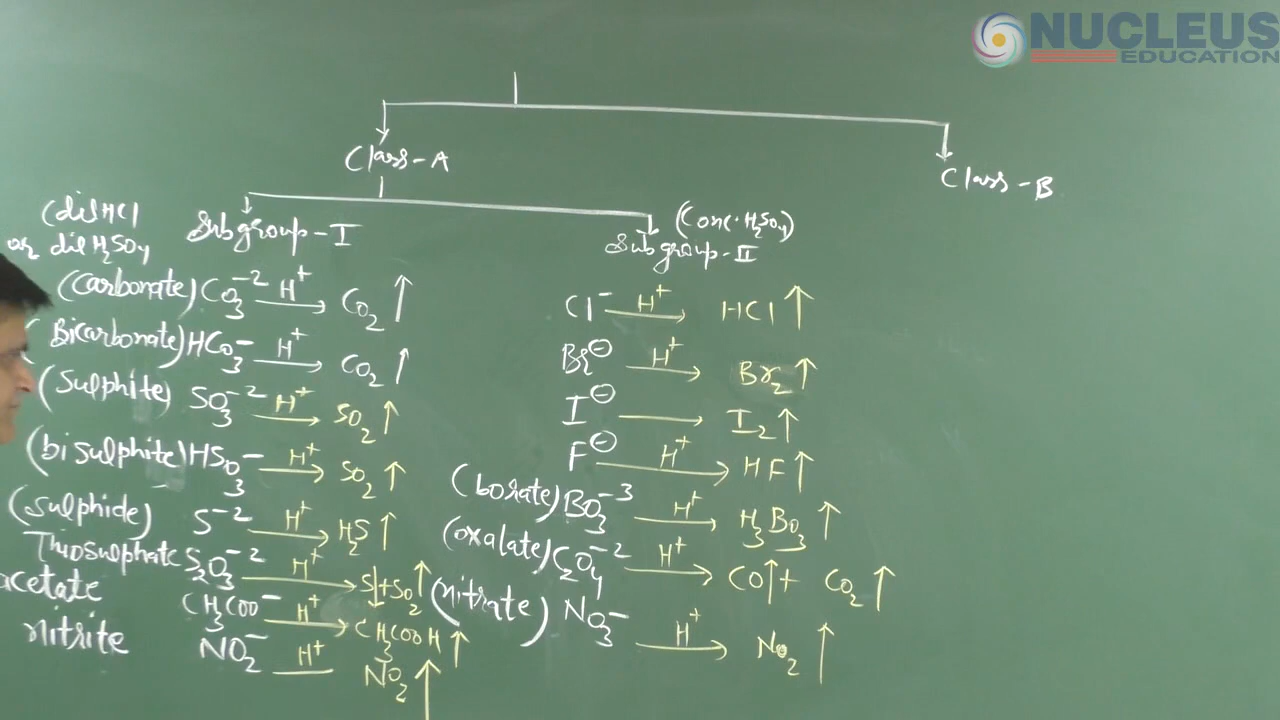 NUCLEUS
EDUCATION
Class-A
Class-B
(dil HCl
or dil H₂SO₄
Subgroup-I
(Conc. H₂SO₄)
Subgroup-II
(Carbonate) CO₃⁻² H⁺ → CO₂ ↑
(Bicarbonate) HCO₃⁻ H⁺ → CO₂ ↑
(Sulphite) SO₃⁻² H⁺ → SO₂ ↑
(bisulphite) HSO₃⁻ H⁺ → SO₂ ↑
(Sulphide) S⁻² H⁺ → H₂S ↑
Thiosulphate S₂O₃⁻² H⁺ → S↓ + SO₂ ↑
acetate CH₃COO⁻ H⁺ → CH₃COOH ↑
nitrite NO₂⁻ H⁺ NO₂ ↑
Cl⁻ H⁺ → HCl ↑
Br⊖ H⁺ → Br₂ ↑
I⊖ → I₂ ↑
F⊖ H⁺ → HF ↑
(borate) BO₃⁻³ H⁺ → H₃BO₃ ↑
(oxalate) C₂O₄⁻² H⁺ → CO↑ + CO₂ ↑
(nitrate) NO₃⁻ H⁺ → NO₂ ↑